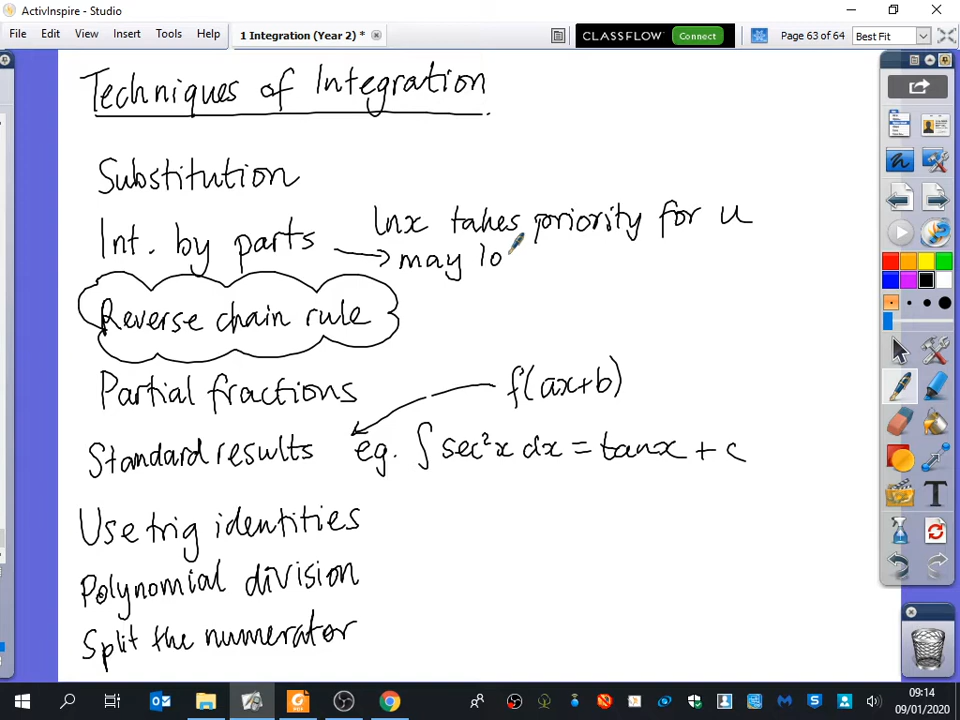 ActivInspire - Studio
File Edit View Insert Tools Help
1 Integration (Year 2) *
CLASSFLOW Connect
Page 63 of 64
Best Fit
Techniques of Integration
Substitution
Int. by parts
lnx takes priority for u
may lo
Reverse chain rule
Partial fractions
f(ax+b)
Standard results eg. ∫ sec²x dx = tanx + c
Use trig identities
Polynomial division
Split the numerator
09:14
09/01/2020